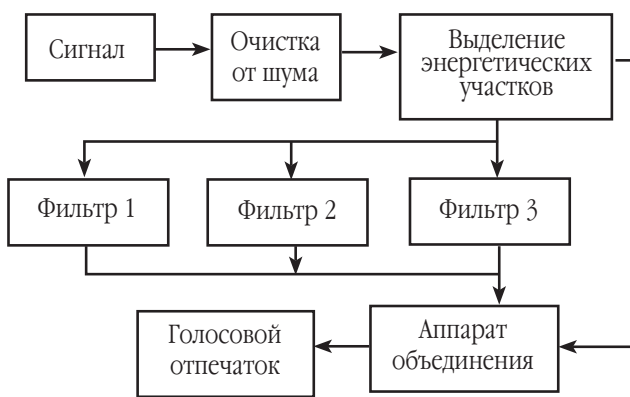 Сигнал
Очистка
от шума
Выделение
энергетических
участков
Фильтр 1
Фильтр 2
Фильтр 3
Голосовой
отпечаток
Аппарат
объединения